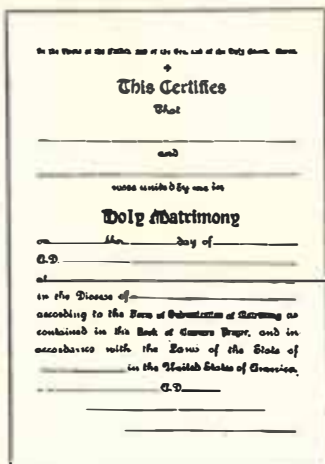 In the Name of the Father, and of the Son, and of the Holy Ghost. Amen.
This Certifies
That
and
were united by me in
Holy Matrimony
on the day of
A.D.
at
in the Diocese of
according to the Form of Solemnization of Matrimony as
contained in the Book of Common Prayer, and in
accordance with the Laws of the State of
in the United States of America.
A.D.